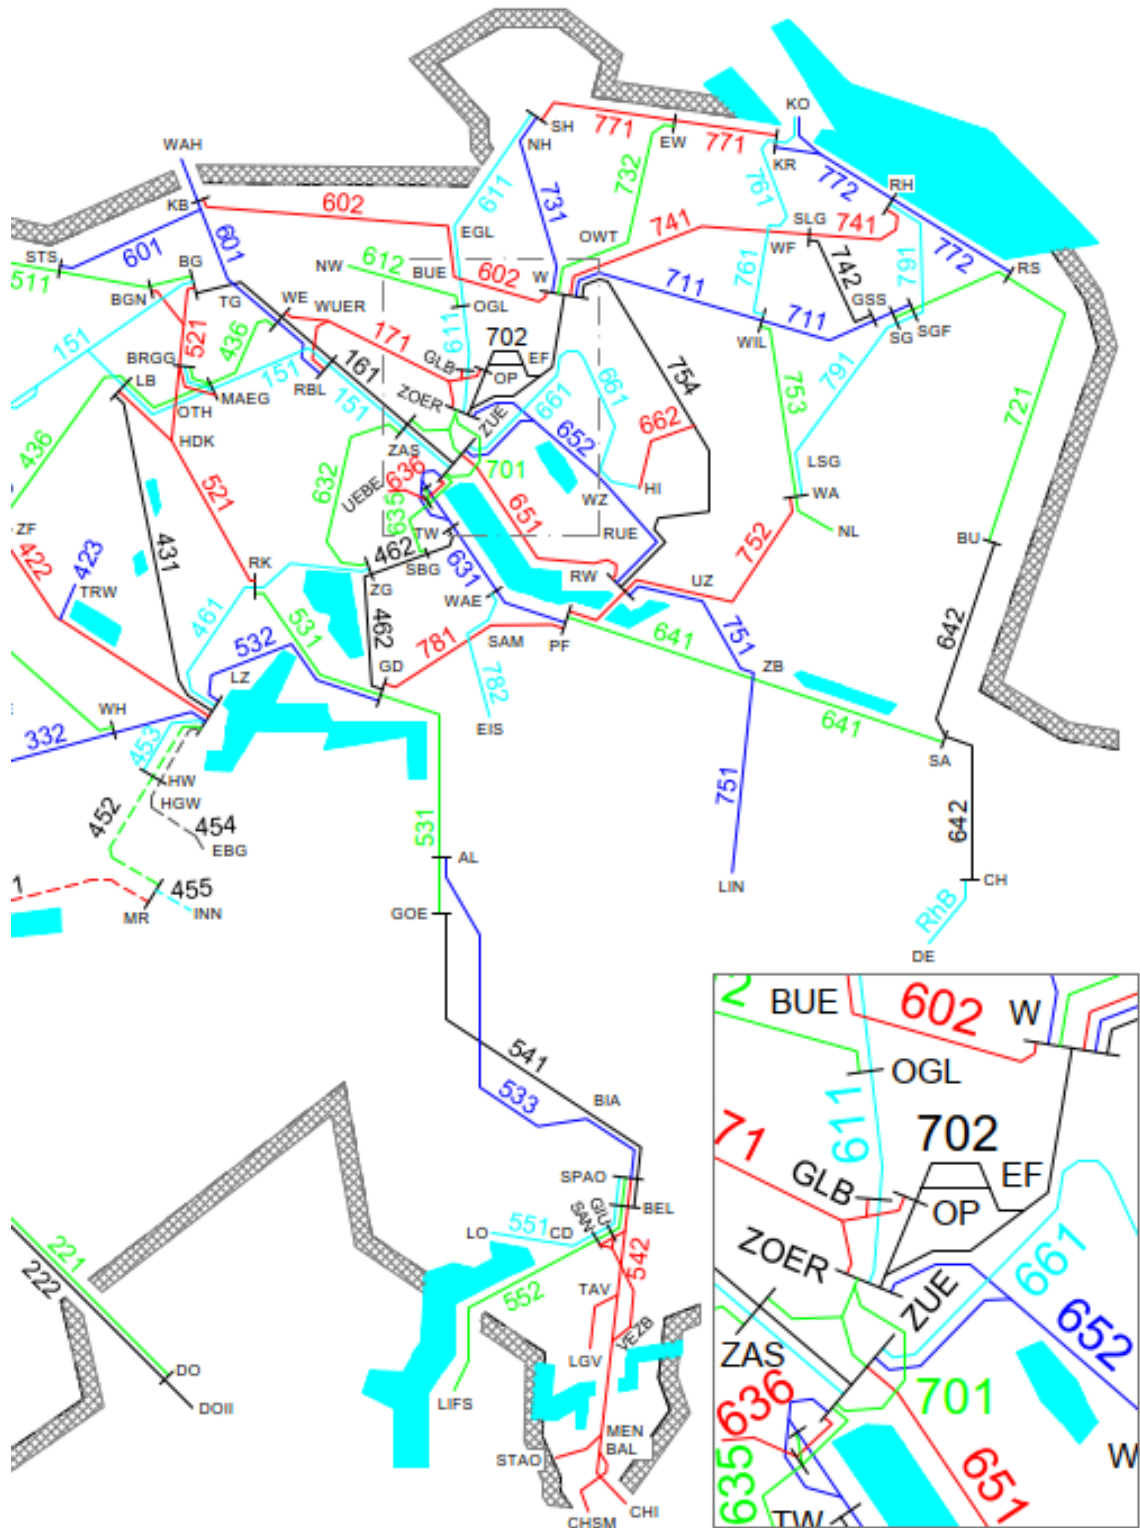 KO
SH
771
771
EW
NH
KR
WAH
732
611
761
772
RH
KB
602
731
741
SLG
741
EGL
OWT
WF
601
STS
601
BG
NW
612
BUE
602
W
761
742
791
772
RS
511
BGN
TG
WE
WUER
OGL
711
711
GSS
SGF
SG
151
521
436
171
611
702
EF
WIL
BRGG
161
GLB
OP
754
LB
151
RBL
661
661
791
753
721
MAEG
OTH
151
ZOER
ZUE
662
HDK
ZAS
652
436
632
636
701
LSG
521
UEBE
HI
WA
WZ
635
651
ZF
TW
RUE
NL
431
462
752
BU
422
423
SBG
RK
631
RW
UZ
TRW
ZG
WAE
461
531
462
641
642
532
781
SAM
PF
751
ZB
LZ
GD
782
WH
641
332
453
EIS
SA
HW
751
HGW
452
454
531
642
EBG
AL
1
455
LIN
CH
MR
INN
GOE
RhB
DE
541
533
BIA
SPAO
BEL
GIU
SAN
LO
551
CD
542
221
222
552
TAV
VEZB
LGV
DO
DOII
LIFS
MEN
BAL
STAO
CHI
CHSM
2
BUE
602
W
OGL
611
702
71
GLB
EF
OP
ZOER
661
ZUE
652
ZAS
636
701
W
635
651
TW